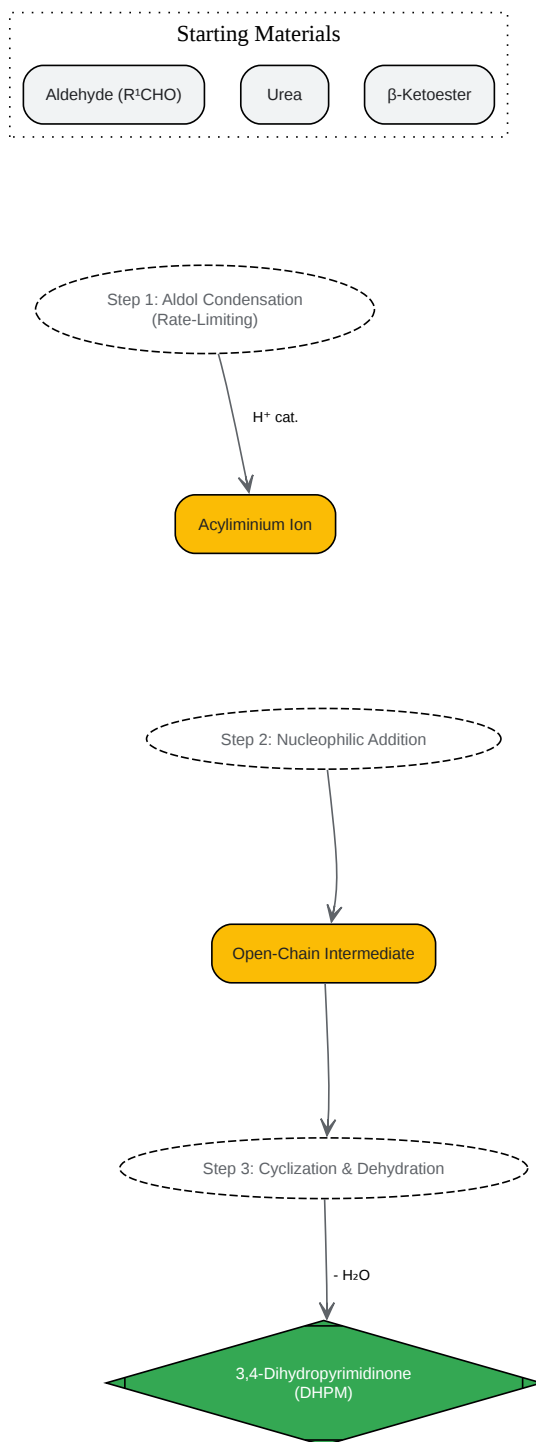 Starting Materials
Aldehyde (R¹CHO)
Urea
β-Ketoester
Step 1: Aldol Condensation
(Rate-Limiting)
H⁺ cat.
Acyliminium Ion
Step 2: Nucleophilic Addition
Open-Chain Intermediate
Step 3: Cyclization & Dehydration
- H₂O
3,4-Dihydropyrimidinone
(DHPM)